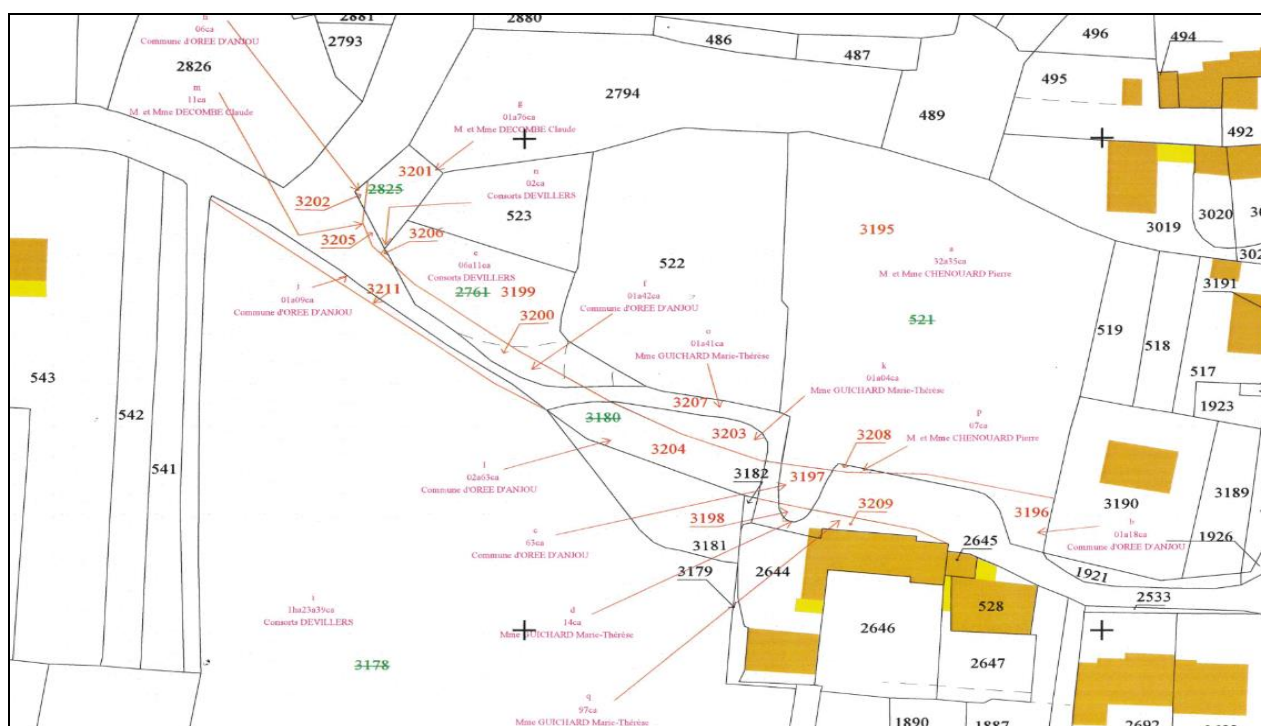 2881
2880
n
06ca
Commune d'OREE D'ANJOU
2793
486
487
496
494
2826
m
11ca
M et Mme DECOMBE Claude
g
01a76ca
M et Mme DECOMBE Claude
2794
495
489
492
3201
2825
3202
n
02ca
Consorts DEVILLERS
523
3205
3206
3019
3020
3195
a
32a35ca
M et Mme CHENOUARD Pierre
522
e
06a11ca
Consorts DEVILLERS
2761
3199
f
01a42ca
Commune d'OREE D'ANJOU
3211
j
01a09ca
Commune d'OREE D'ANJOU
3200
3191
521
519
518
517
o
01a41ca
Mme GUICHARD Marie-Thérèse
543
542
541
k
01a04ca
Mme GUICHARD Marie-Thérèse
1923
3207
3180
3203
3204
P
67ca
M et Mme CHENOUARD Pierre
3208
l
02a63ca
Commune d'OREE D'ANJOU
3182
3197
3190
3189
3198
3209
3196
c
63ca
Commune d'OREE D'ANJOU
b
01a18ca
Commune d'OREE D'ANJOU
1926
3181
2645
3179
2644
1921
2533
i
1ha23a39ca
Consorts DEVILLERS
d
14ca
Mme GUICHARD Marie-Thérèse
528
2646
2647
3178
q
97ca
Mme GUICHARD Marie-Thérèse
1890
1887
2692